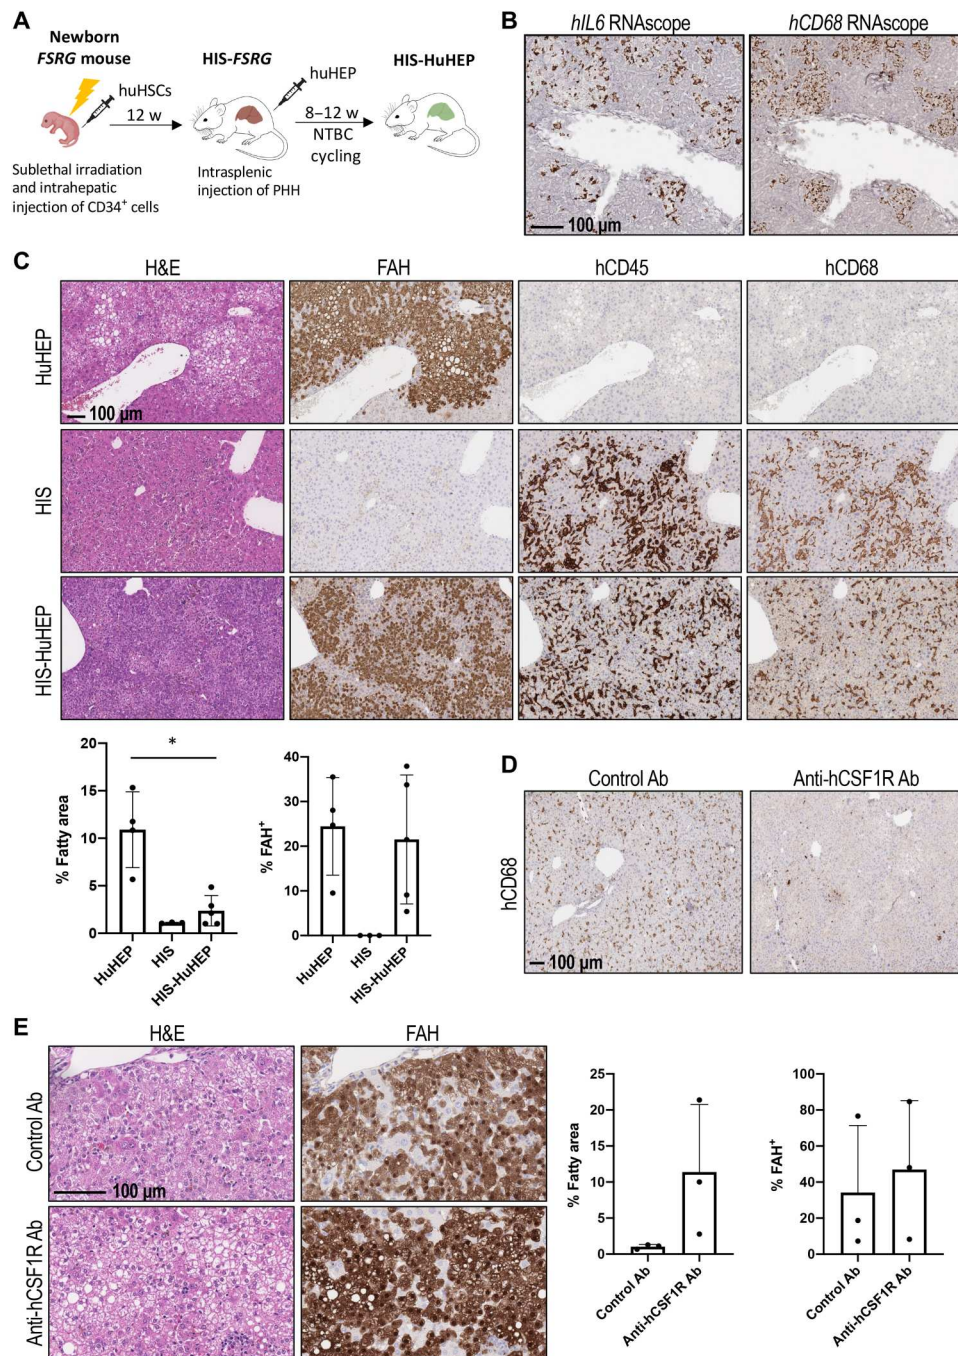 A
Newborn
FSRG mouse
huHSCs
12 w
HIS-FSRG
huHEP
8–12 w
NTBC
cycling
HIS-HuHEP
Sublethal irradiation
and intrahepatic
injection of CD34+ cells
Intrasplenic
injection of PHH
B
hIL6 RNAscope
hCD68 RNAscope
100 µm
C
H&E
FAH
hCD45
hCD68
HuHEP
100 µm
HIS
HIS-HuHEP
% Fatty area
20
15
10
5
0
*
HuHEP
HIS
HIS-HuHEP
% FAH+
40
30
20
10
0
HuHEP
HIS
HIS-HuHEP
D
Control Ab
Anti-hCSF1R Ab
hCD68
100 µm
E
H&E
FAH
Control Ab
100 µm
Anti-hCSF1R Ab
% Fatty area
25
20
15
10
5
0
Control Ab
Anti-hCSF1R Ab
% FAH+
100
80
60
40
20
0
Control Ab
Anti-hCSF1R Ab